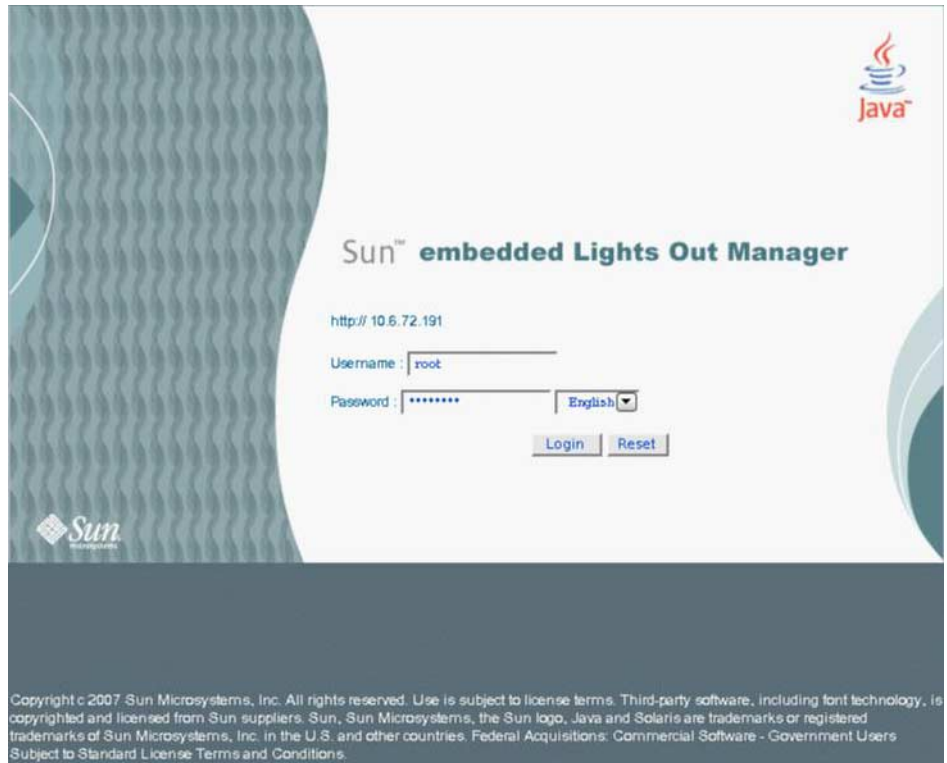 Java™
Sun™ embedded Lights Out Manager
http:// 10.6.72.191
Username : root
Password : •••••••• English
Login Reset
Sun
microsystems
Copyright c 2007 Sun Microsystems, Inc. All rights reserved. Use is subject to license terms. Third-party software, including font technology, is
copyrighted and licensed from Sun suppliers. Sun, Sun Microsystems, the Sun logo, Java and Solaris are trademarks or registered
trademarks of Sun Microsystems, Inc. in the U.S. and other countries. Federal Acquisitions: Commercial Software - Government Users
Subject to Standard License Terms and Conditions.